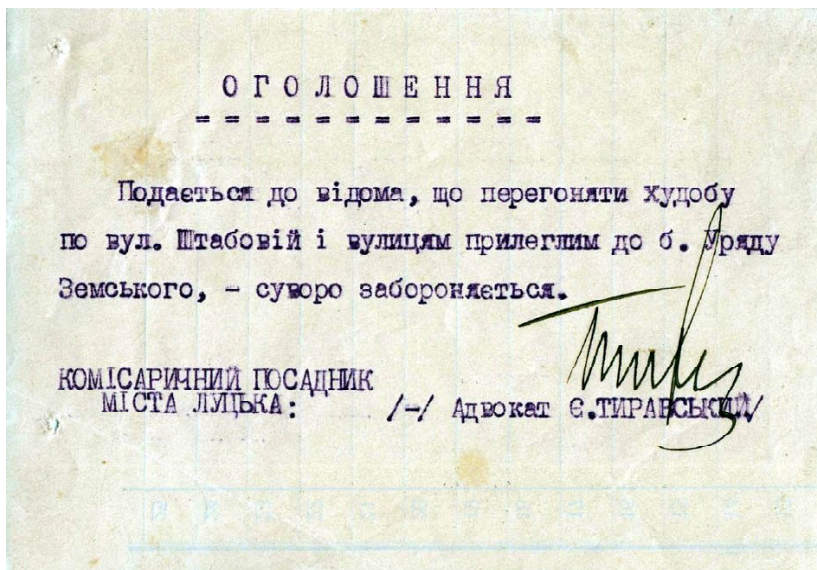 ОГОЛОШЕННЯ
= = = = = = = = = = = =
Подається до відома, що перегоняти худобу
по вул. Штабовій і вулицям прилеглим до б. Уряду
Земського, - суворо забороняється.
КОМІСАРИЧНИЙ ПОСАДНИК
МІСТА ЛУЦЬКА: /-/ Адвокат Є.ТИРАВСЬКИЙ/